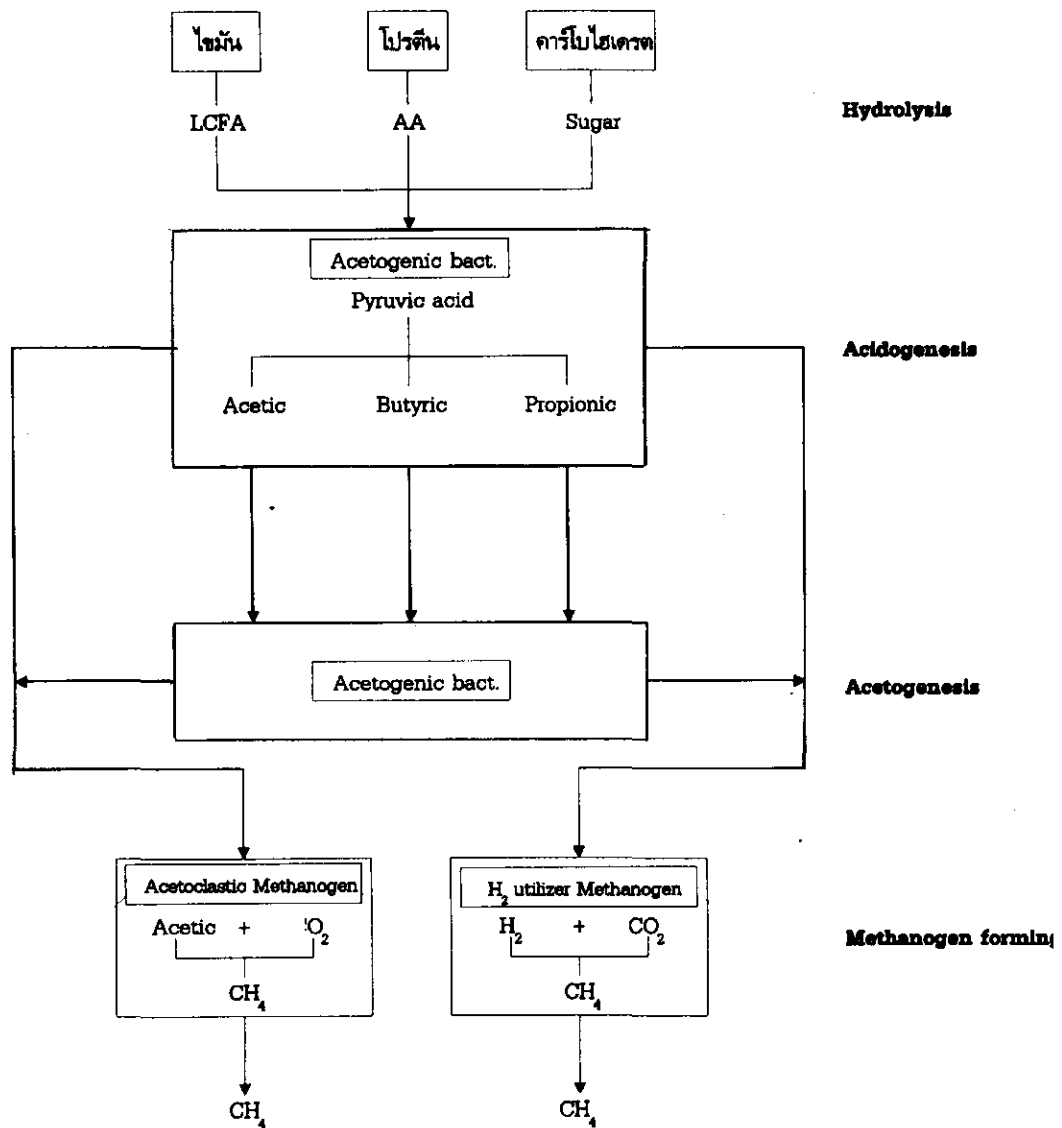 ไขมัน โปรตีน คาร์โบไฮเดรต
LCFA AA Sugar
Hydrolysis
Acetogenic bact.
Pyruvic acid
Acidogenesis
Acetic Butyric Propionic
Acetogenic bact.
Acetogenesis
Acetoclastic Methanogen H₂ utilizer Methanogen
Acetic + O₂ H₂ + CO₂
Methanogen forming
CH₄ CH₄
CH₄ CH₄